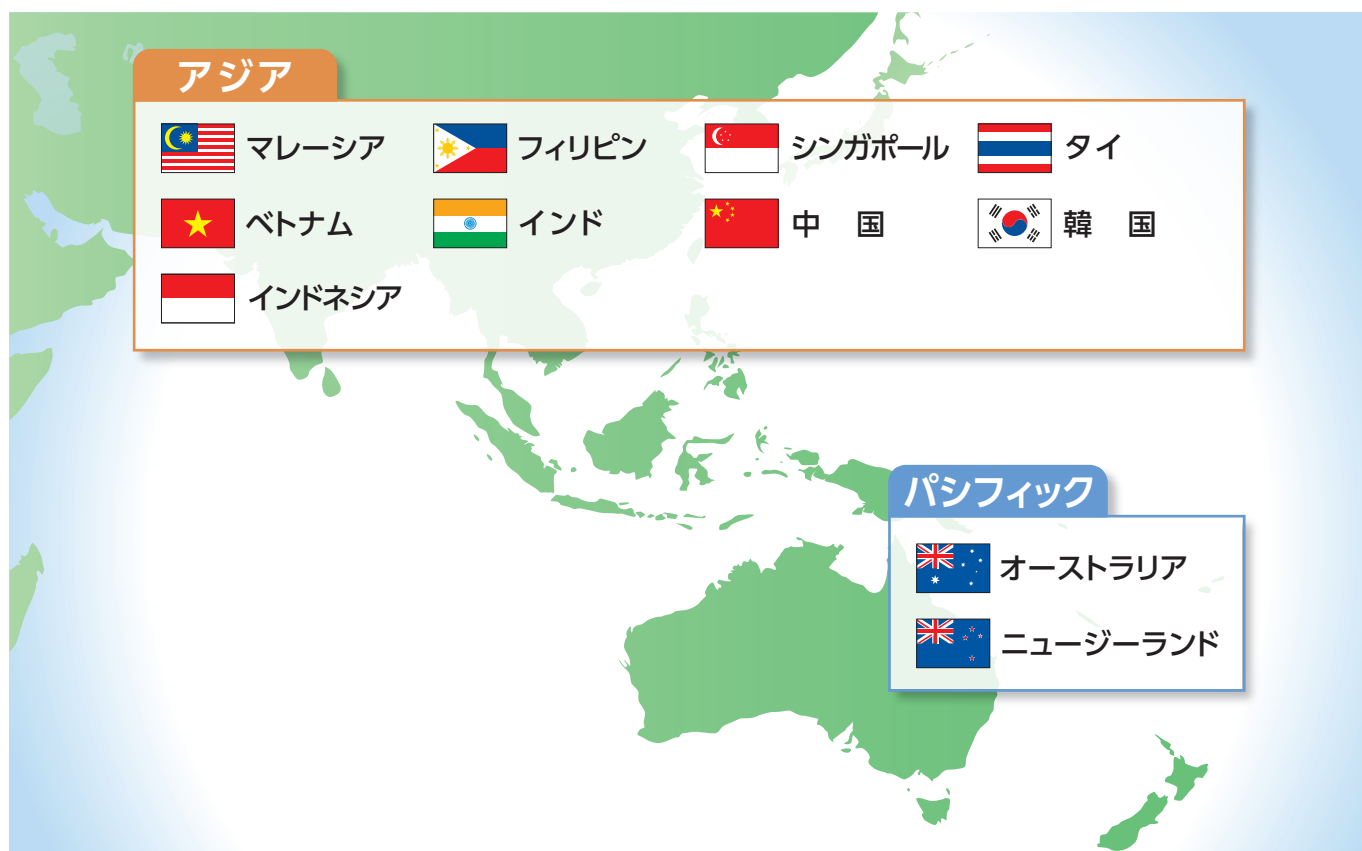 アジア
マレーシア フィリピン シンガポール タイ
ベトナム インド 中　国 韓　国
インドネシア
パシフィック
オーストラリア
ニュージーランド